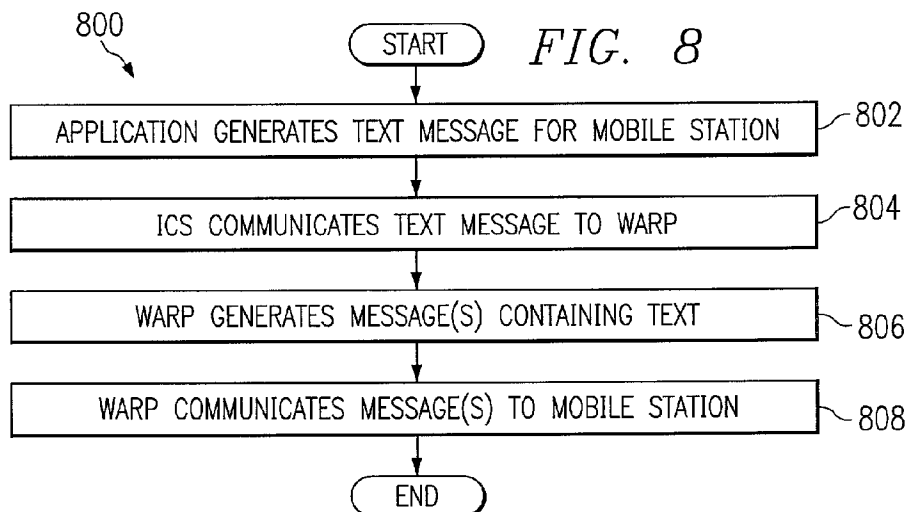 800
START
FIG. 8
APPLICATION GENERATES TEXT MESSAGE FOR MOBILE STATION
802
ICS COMMUNICATES TEXT MESSAGE TO WARP
804
WARP GENERATES MESSAGE(S) CONTAINING TEXT
806
WARP COMMUNICATES MESSAGE(S) TO MOBILE STATION
808
END